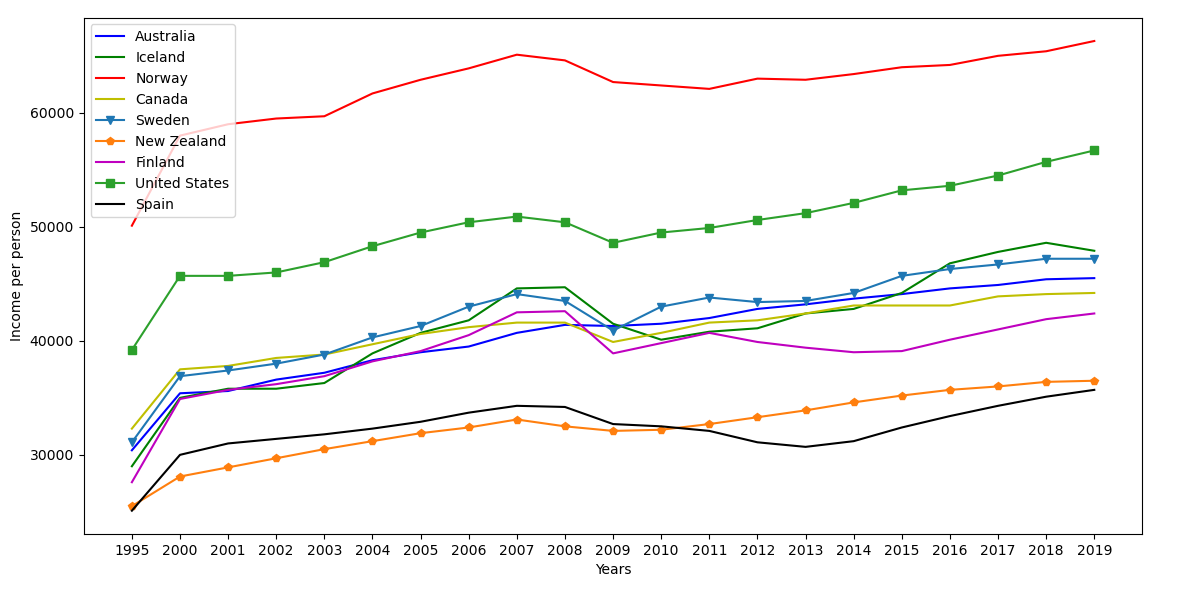 Australia
Iceland
Norway
Canada
Sweden
New Zealand
Finland
United States
Spain
Income per person
60000
50000
40000
30000
1995 2000 2001 2002 2003 2004 2005 2006 2007 2008 2009 2010 2011 2012 2013 2014 2015 2016 2017 2018 2019
Years